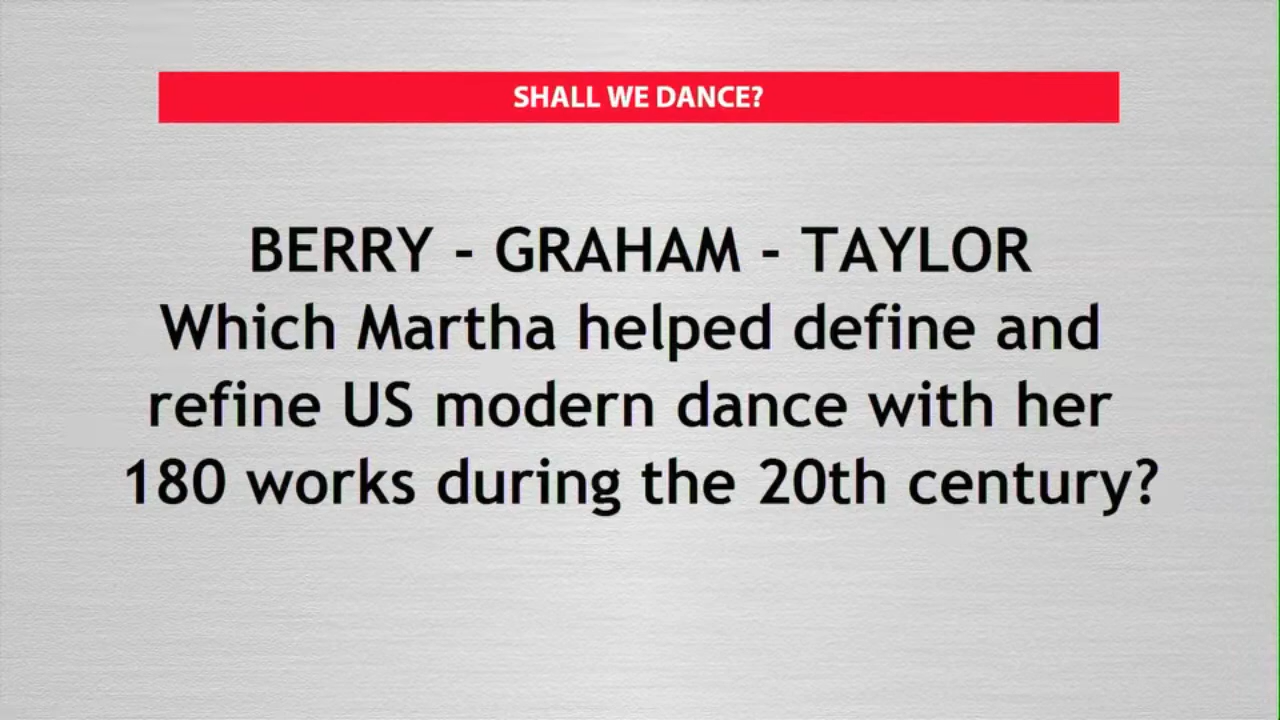 SHALL WE DANCE?
BERRY - GRAHAM - TAYLOR
Which Martha helped define and
refine US modern dance with her
180 works during the 20th century?